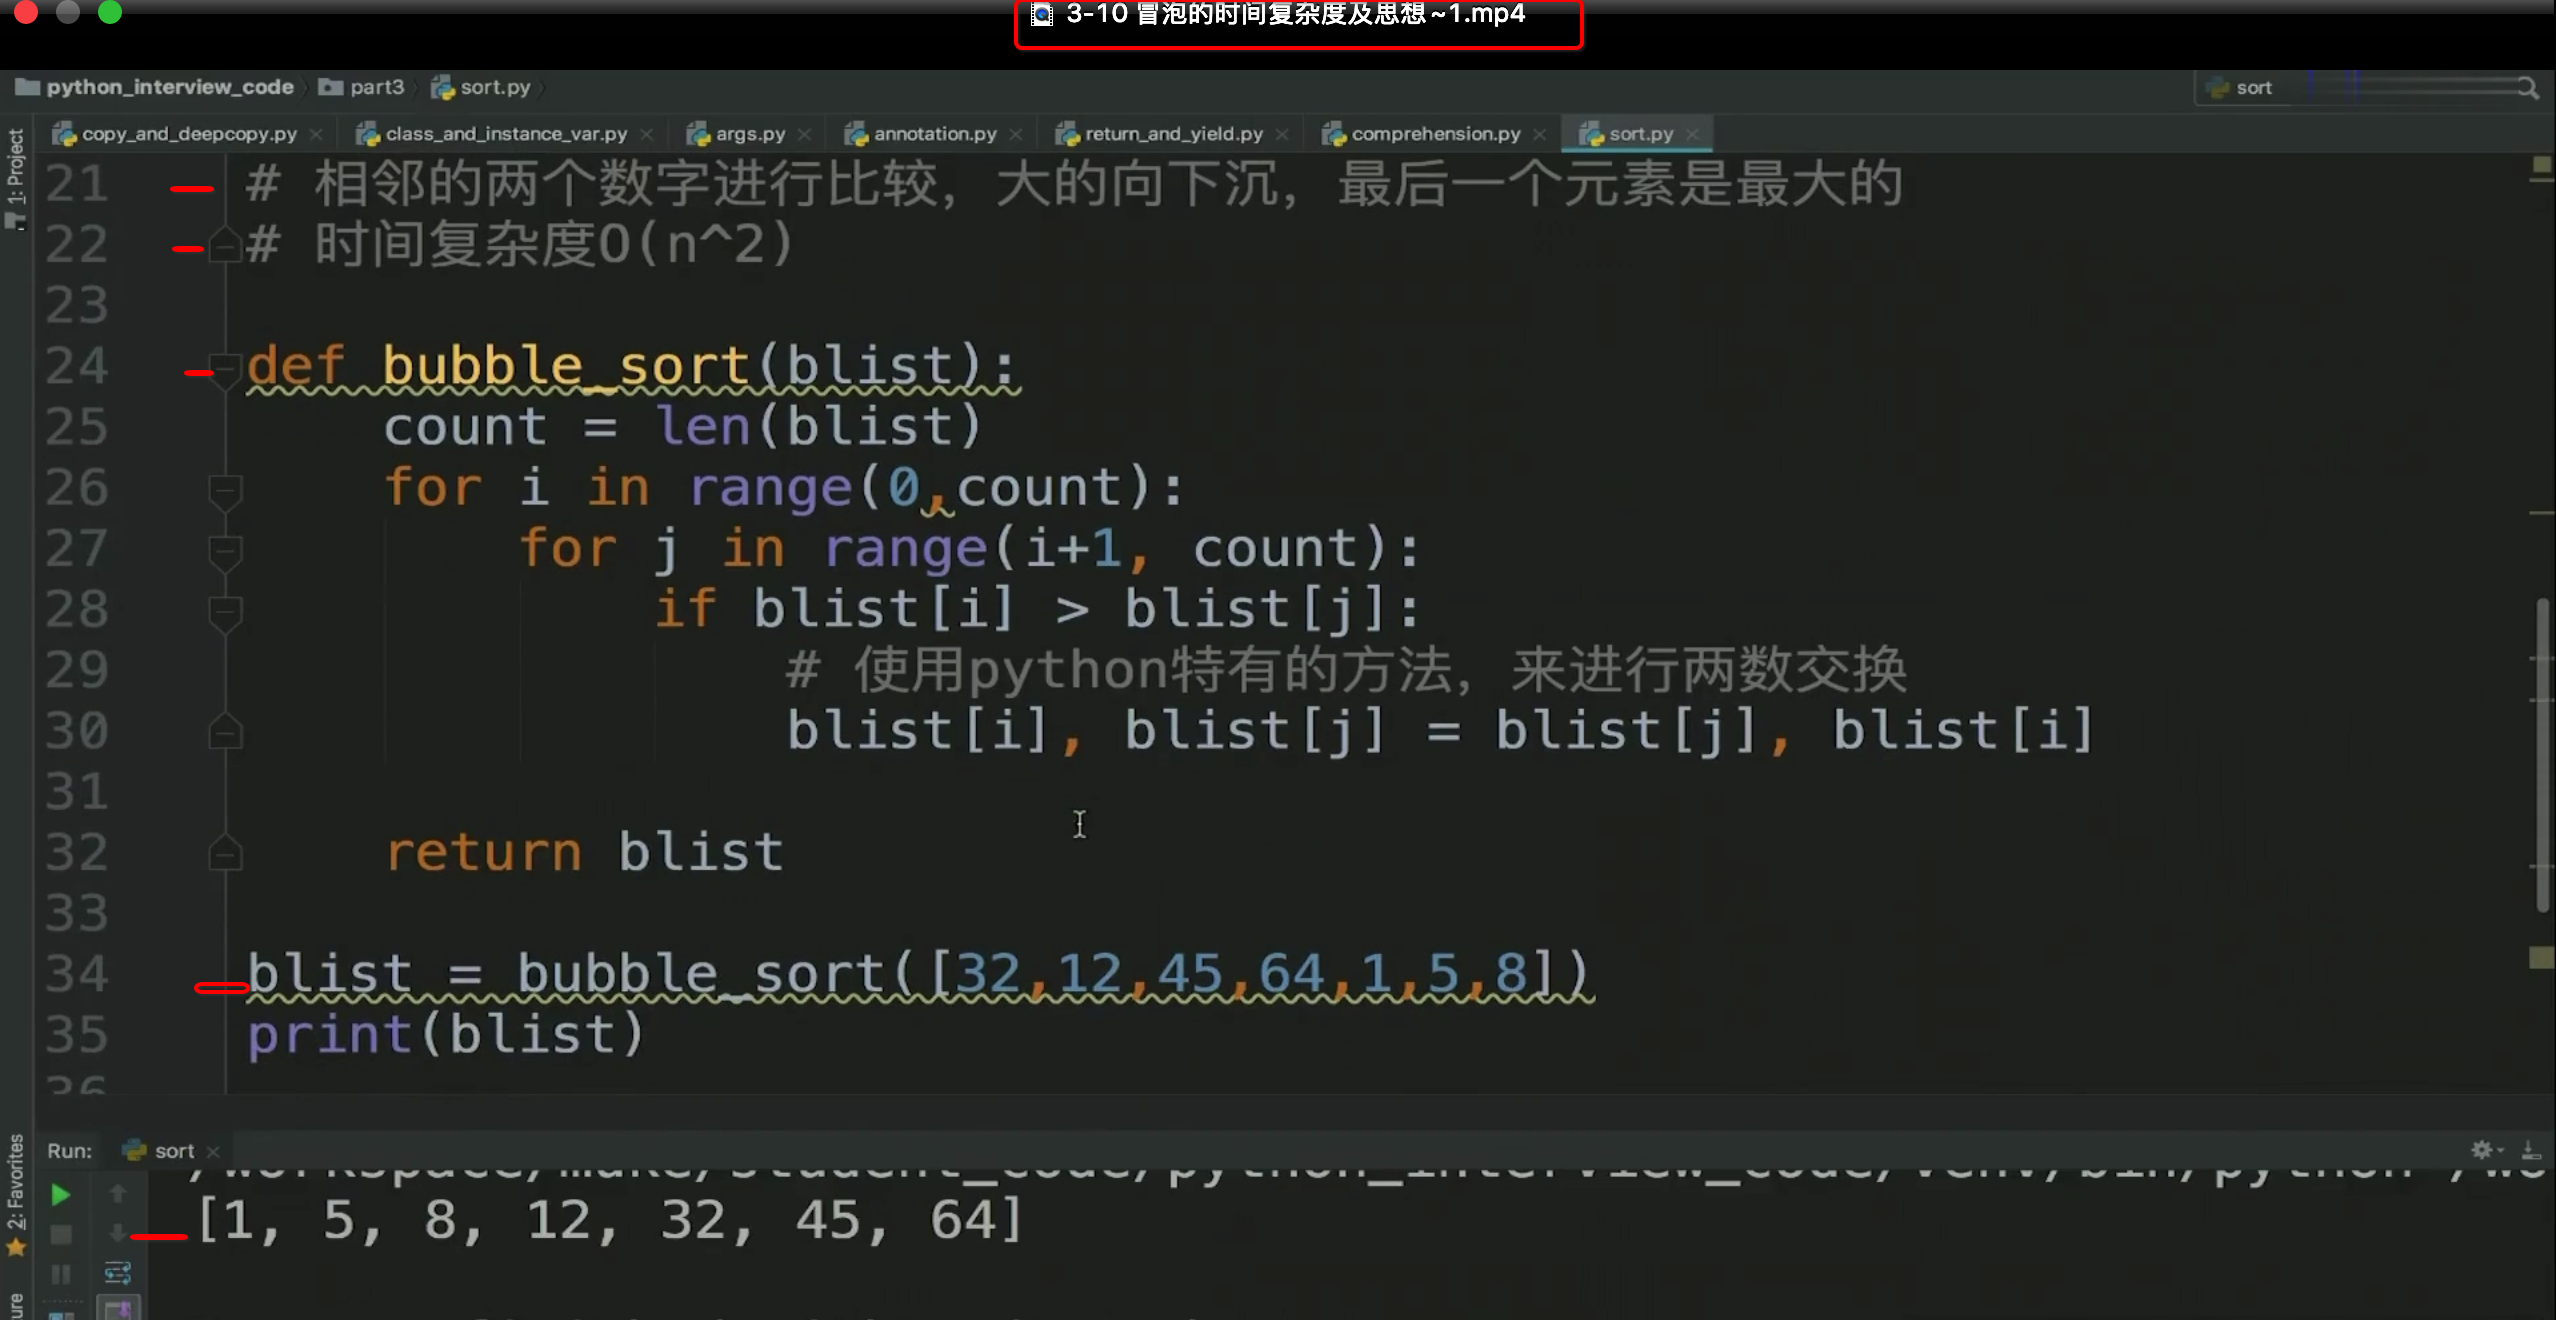 3-10 冒泡的时间复杂度及思想~1.mp4
python_interview_code part3 sort.py sort
copy_and_deepcopy.py class_and_instance_var.py args.py annotation.py return_and_yield.py comprehension.py sort.py
1: Project
21 # 相邻的两个数字进行比较，大的向下沉，最后一个元素是最大的
22 # 时间复杂度O(n^2)
23
24 def bubble_sort(blist):
25 count = len(blist)
26 for i in range(0,count):
27 for j in range(i+1, count):
28 if blist[i] > blist[j]:
29 # 使用python特有的方法，来进行两数交换
30 blist[i], blist[j] = blist[j], blist[i]
31
32 return blist
33
34 blist = bubble_sort([32,12,45,64,1,5,8])
35 print(blist)
36
2: Favorites
Run: sort
/workspace/imake/student_code/python_interview_code/venv/bin/python
[1, 5, 8, 12, 32, 45, 64]